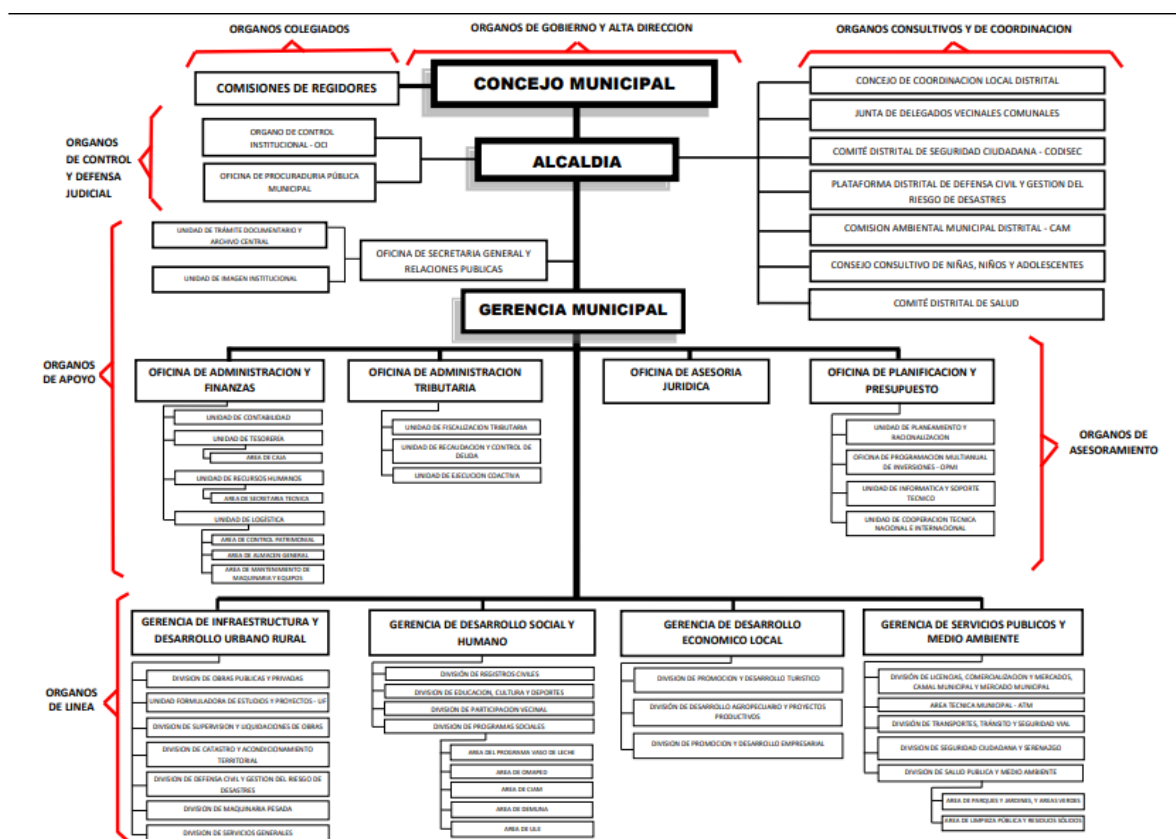 ORGANOS COLEGIADOS
ORGANOS DE GOBIERNO Y ALTA DIRECCION
ORGANOS CONSULTIVOS Y DE COORDINACION
COMISIONES DE REGIDORES
CONCEJO MUNICIPAL
CONCEJO DE COORDINACION LOCAL DISTRITAL
JUNTA DE DELEGADOS VECINALES COMUNALES
COMITÉ DISTRITAL DE SEGURIDAD CIUDADANA - CODISEC
PLATAFORMA DISTRITAL DE DEFENSA CIVIL Y GESTION DEL
RIESGO DE DESASTRES
COMISION AMBIENTAL MUNICIPAL DISTRITAL - CAM
CONSEJO CONSULTIVO DE NIÑAS, NIÑOS Y ADOLESCENTES
COMITÉ DISTRITAL DE SALUD
ORGANOS
DE CONTROL
Y DEFENSA
JUDICIAL
ORGANO DE CONTROL
INSTITUCIONAL - OCI
OFICINA DE PROCURADURIA PÚBLICA
MUNICIPAL
ALCALDIA
UNIDAD DE TRÁMITE DOCUMENTARIO Y
ARCHIVO CENTRAL
UNIDAD DE IMAGEN INSTITUCIONAL
OFICINA DE SECRETARIA GENERAL Y
RELACIONES PUBLICAS
GERENCIA MUNICIPAL
ORGANOS
DE APOYO
OFICINA DE ADMINISTRACION Y
FINANZAS
UNIDAD DE CONTABILIDAD
UNIDAD DE TESORERÍA
AREA DE CAJA
UNIDAD DE RECURSOS HUMANOS
AREA DE SECRETARIA TECNICA
UNIDAD DE LOGÍSTICA
AREA DE CONTROL PATRIMONIAL
AREA DE ALMACEN GENERAL
AREA DE MANTENIMIENTO DE
MAQUINARIA Y EQUIPOS
OFICINA DE ADMINISTRACION
TRIBUTARIA
UNIDAD DE FISCALIZACION TRIBUTARIA
UNIDAD DE RECAUDACION Y CONTROL DE
DEUDA
UNIDAD DE EJECUCION COACTIVA
OFICINA DE ASESORIA
JURIDICA
OFICINA DE PLANIFICACION Y
PRESUPUESTO
UNIDAD DE PLANEAMIENTO Y
RACIONALIZACION
OFICINA DE PROGRAMACION MULTIANUAL
DE INVERSIONES - OPMI
UNIDAD DE INFORMATICA Y SOPORTE
TECNICO
UNIDAD DE COOPERACION TECNICA
NACIONAL E INTERNACIONAL
ORGANOS DE
ASESORAMIENTO
ORGANOS
DE LINEA
GERENCIA DE INFRAESTRUCTURA Y
DESARROLLO URBANO RURAL
DIVISION DE OBRAS PUBLICAS Y PRIVADAS
UNIDAD FORMULADORA DE ESTUDIOS Y PROYECTOS - UF
DIVISION DE SUPERVISION Y LIQUIDACIONES DE OBRAS
DIVISION DE CATASTRO Y ACONDICIONAMIENTO
TERRITORIAL
DIVISION DE DEFENSA CIVIL Y GESTION DEL RIESGO DE
DESASTRES
DIVISION DE MAQUINARIA PESADA
DIVISION DE SERVICIOS GENERALES
GERENCIA DE DESARROLLO SOCIAL Y
HUMANO
DIVISIÓN DE REGISTROS CIVILES
DIVISION DE EDUCACION, CULTURA Y DEPORTES
DIVISION DE PARTICIPACION VECINAL
DIVISION DE PROGRAMAS SOCIALES
AREA DEL PROGRAMA VASO DE LECHE
AREA DE OMAPED
AREA DE CIAM
AREA DE DEMUNA
AREA DE ULE
GERENCIA DE DESARROLLO
ECONOMICO LOCAL
DIVISION DE PROMOCION Y DESARROLLO TURISTICO
DIVISIÓN DE DESARROLLO AGROPECUARIO Y PROYECTOS
PRODUCTIVOS
DIVISION DE PROMOCION Y DESARROLLO EMPRESARIAL
GERENCIA DE SERVICIOS PUBLICOS Y
MEDIO AMBIENTE
DIVISIÓN DE LICENCIAS, COMERCIALIZACION Y MERCADOS,
CAMAL MUNICIPAL Y MERCADO MUNICIPAL
AREA TECNICA MUNICIPAL - ATM
DIVISIÓN DE TRANSPORTES, TRÁNSITO Y SEGURIDAD VIAL
DIVISION DE SEGURIDAD CIUDADANA Y SERENAZGO
DIVISION DE SALUD PUBLICA Y MEDIO AMBIENTE
AREA DE PARQUES Y JARDINES, Y AREAS VERDES
AREA DE LIMPIEZA PÚBLICA Y RESIDUOS SÓLIDOS